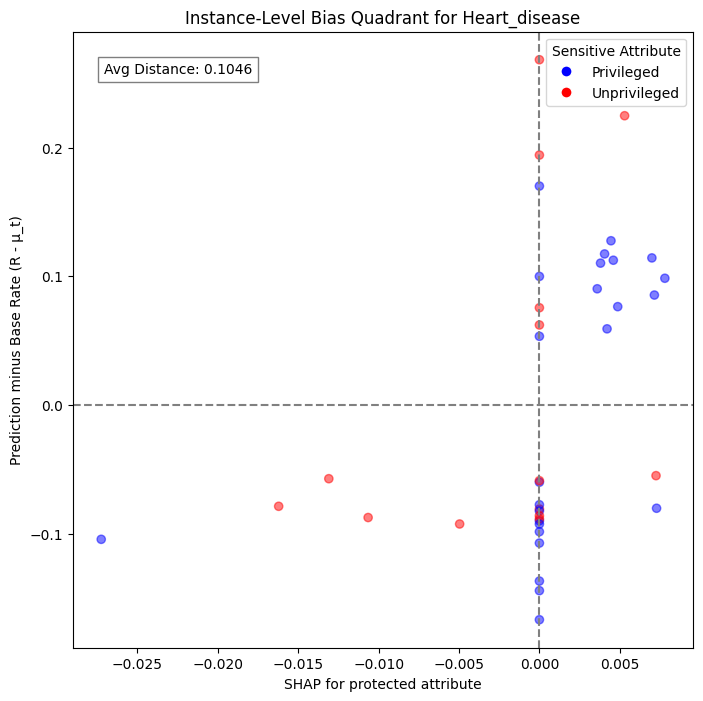 Instance-Level Bias Quadrant for Heart_disease
Avg Distance: 0.1046
Sensitive Attribute
Privileged
Unprivileged
Prediction minus Base Rate (R - μ_t)
0.2
0.1
0.0
−0.1
−0.025
−0.020
−0.015
−0.010
−0.005
0.000
0.005
SHAP for protected attribute